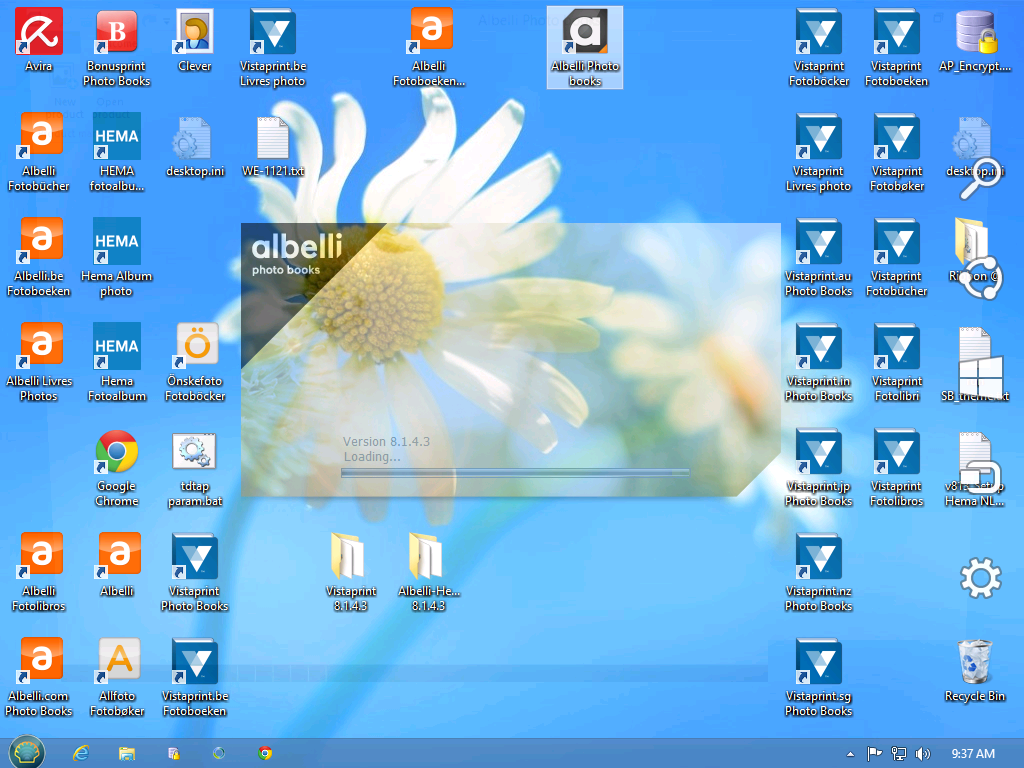 Avira
Bonusprint
Photo Books
Clever
Vistaprint.be
Livres photo
a
Albelli
Fotoboeken...
a
Albelli Photo
books
Vistaprint
Fotoböcker
Vistaprint
Fotoboeken
AP_Encrypt....
a
Albelli
Fotobücher
HEMA
HEMA
fotoalbu...
desktop.ini
WE-1121.txt
Vistaprint
Livres photo
Vistaprint
Fotobøker
desktop.ini
a
Albelli.be
Fotoboeken
HEMA
Hema Album
photo
albelli
photo books
Vistaprint.au
Photo Books
Vistaprint
Fotobücher
a
Albelli Livres
Photos
HEMA
Hema
Fotoalbum
Ö
Önskefoto
Fotoböcker
Vistaprint.in
Photo Books
Vistaprint
Fotolibri
Version 8.1.4.3
Loading...
Google
Chrome
tdtap
param.bat
Vistaprint.jp
Photo Books
Vistaprint
Fotolibros
Hema NL...
a
Albelli
Fotolibros
a
Albelli
Vistaprint
Photo Books
Vistaprint
8.1.4.3
Albelli-He...
8.1.4.3
Vistaprint.nz
Photo Books
a
Albelli.com
Photo Books
A
Allfoto
Fotobøker
Vistaprint.be
Fotoboeken
Vistaprint.sg
Photo Books
Recycle Bin
9:37 AM